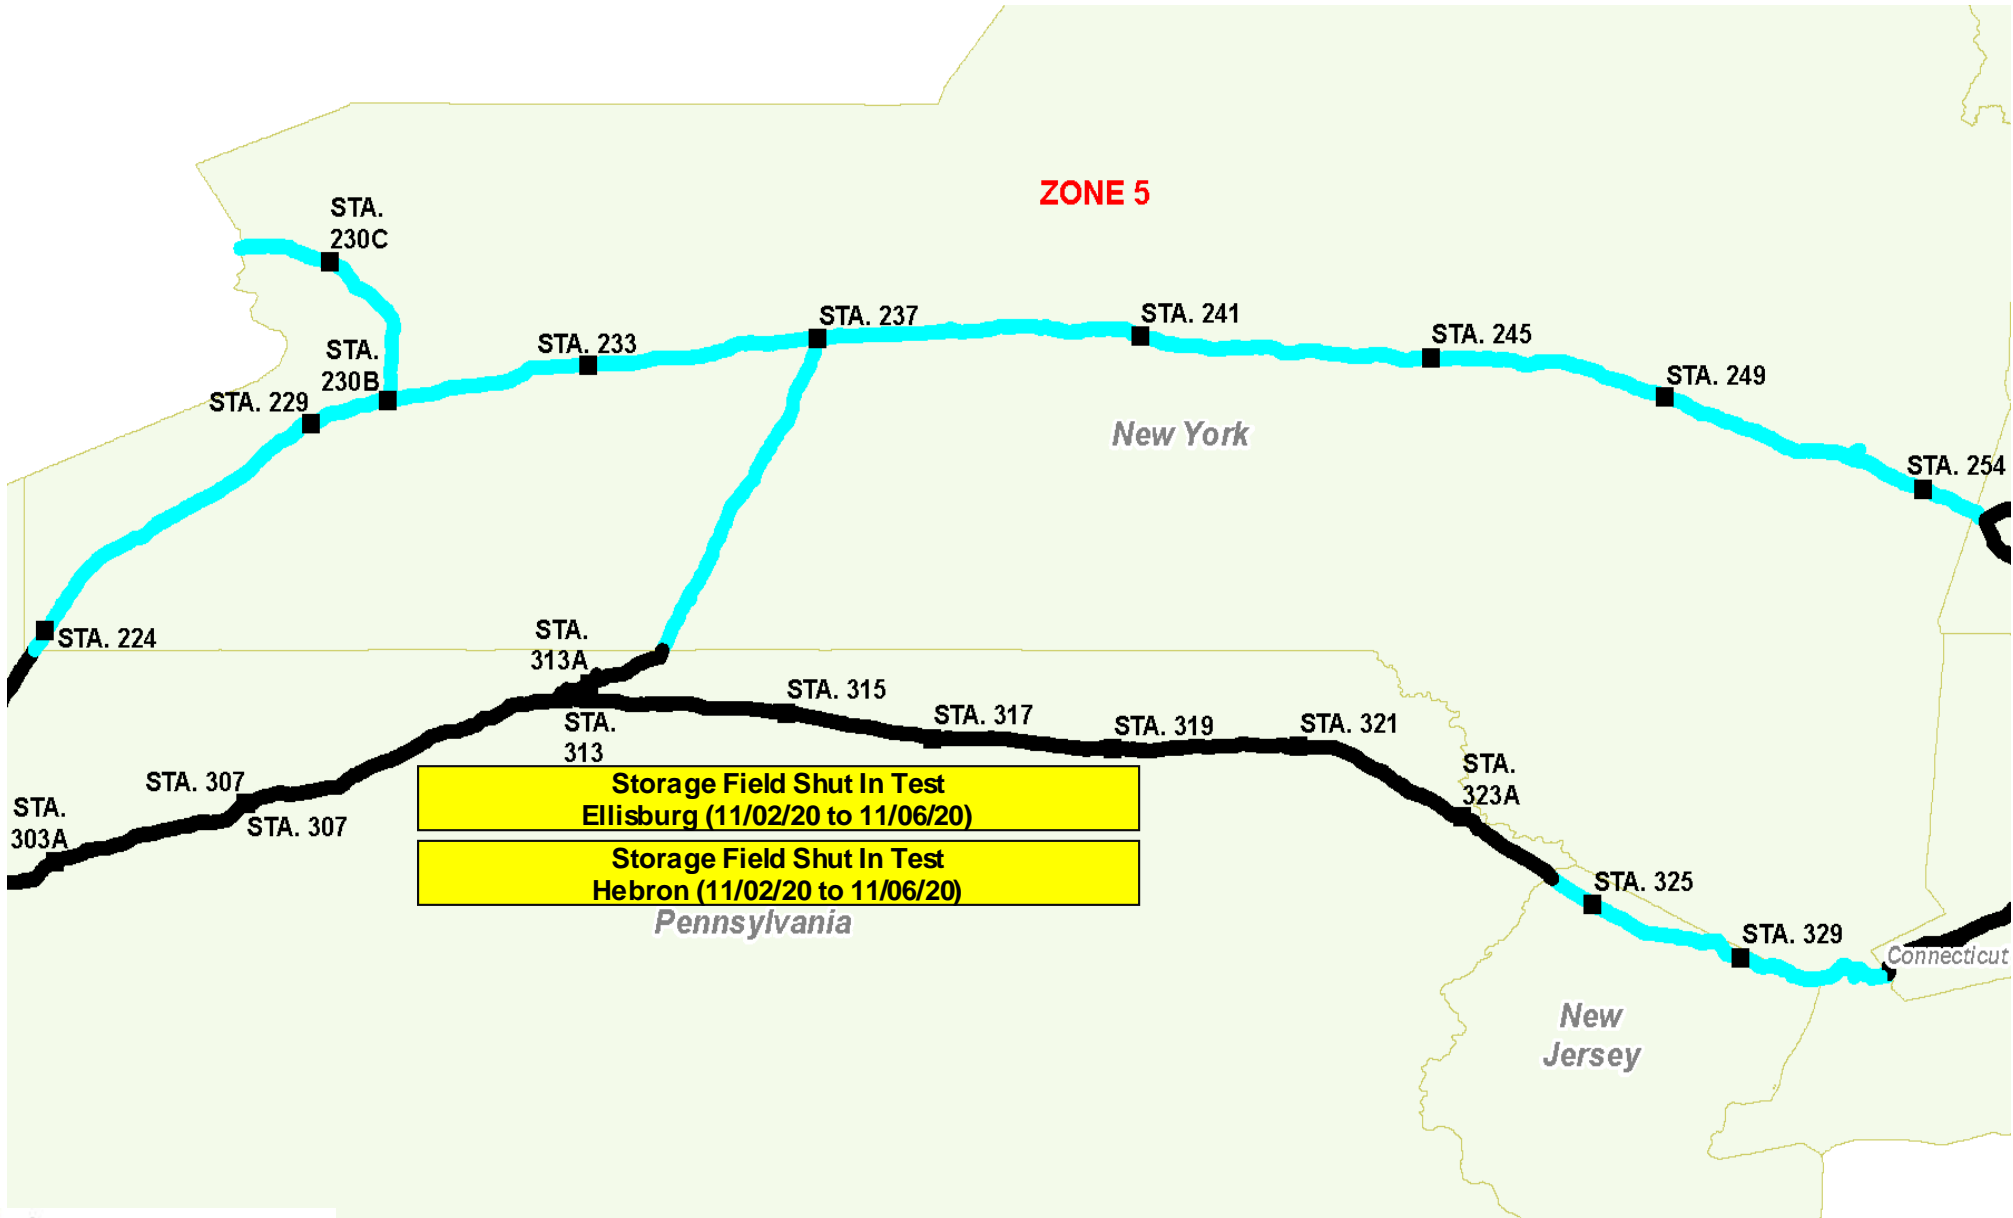 ZONE 5
STA.
230C
STA. 237
STA. 241
STA. 233
STA. 245
STA.
230B
STA. 249
STA. 229
New York
STA. 254
STA. 224
STA.
313A
STA. 315
STA. 317
STA. 319
STA. 321
STA.
313
STA.
323A
STA. 307
STA.
303A
STA. 307
Storage Field Shut In Test
Ellisburg (11/02/20 to 11/06/20)
Storage Field Shut In Test
Hebron (11/02/20 to 11/06/20)
Pennsylvania
STA. 325
STA. 329
Connecticut
New
Jersey